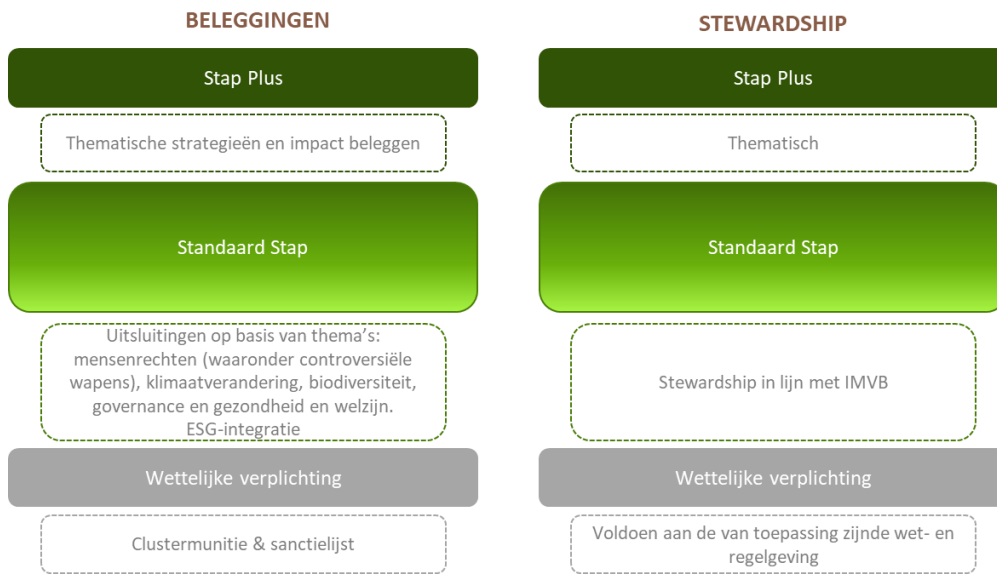 BELEGGINGEN
Stap Plus
Thematische strategieën en impact beleggen
Standaard Stap
Uitsluitingen op basis van thema's:
mensenrechten (waaronder controversiële
wapens), klimaatverandering, biodiversiteit,
governance en gezondheid en welzijn.
ESG-integratie
Wettelijke verplichting
Clustermunitie & sanctielijst
STEWARDSHIP
Stap Plus
Thematisch
Standaard Stap
Stewardship in lijn met IMVB
Wettelijke verplichting
Voldoen aan de van toepassing zijnde wet- en
regelgeving